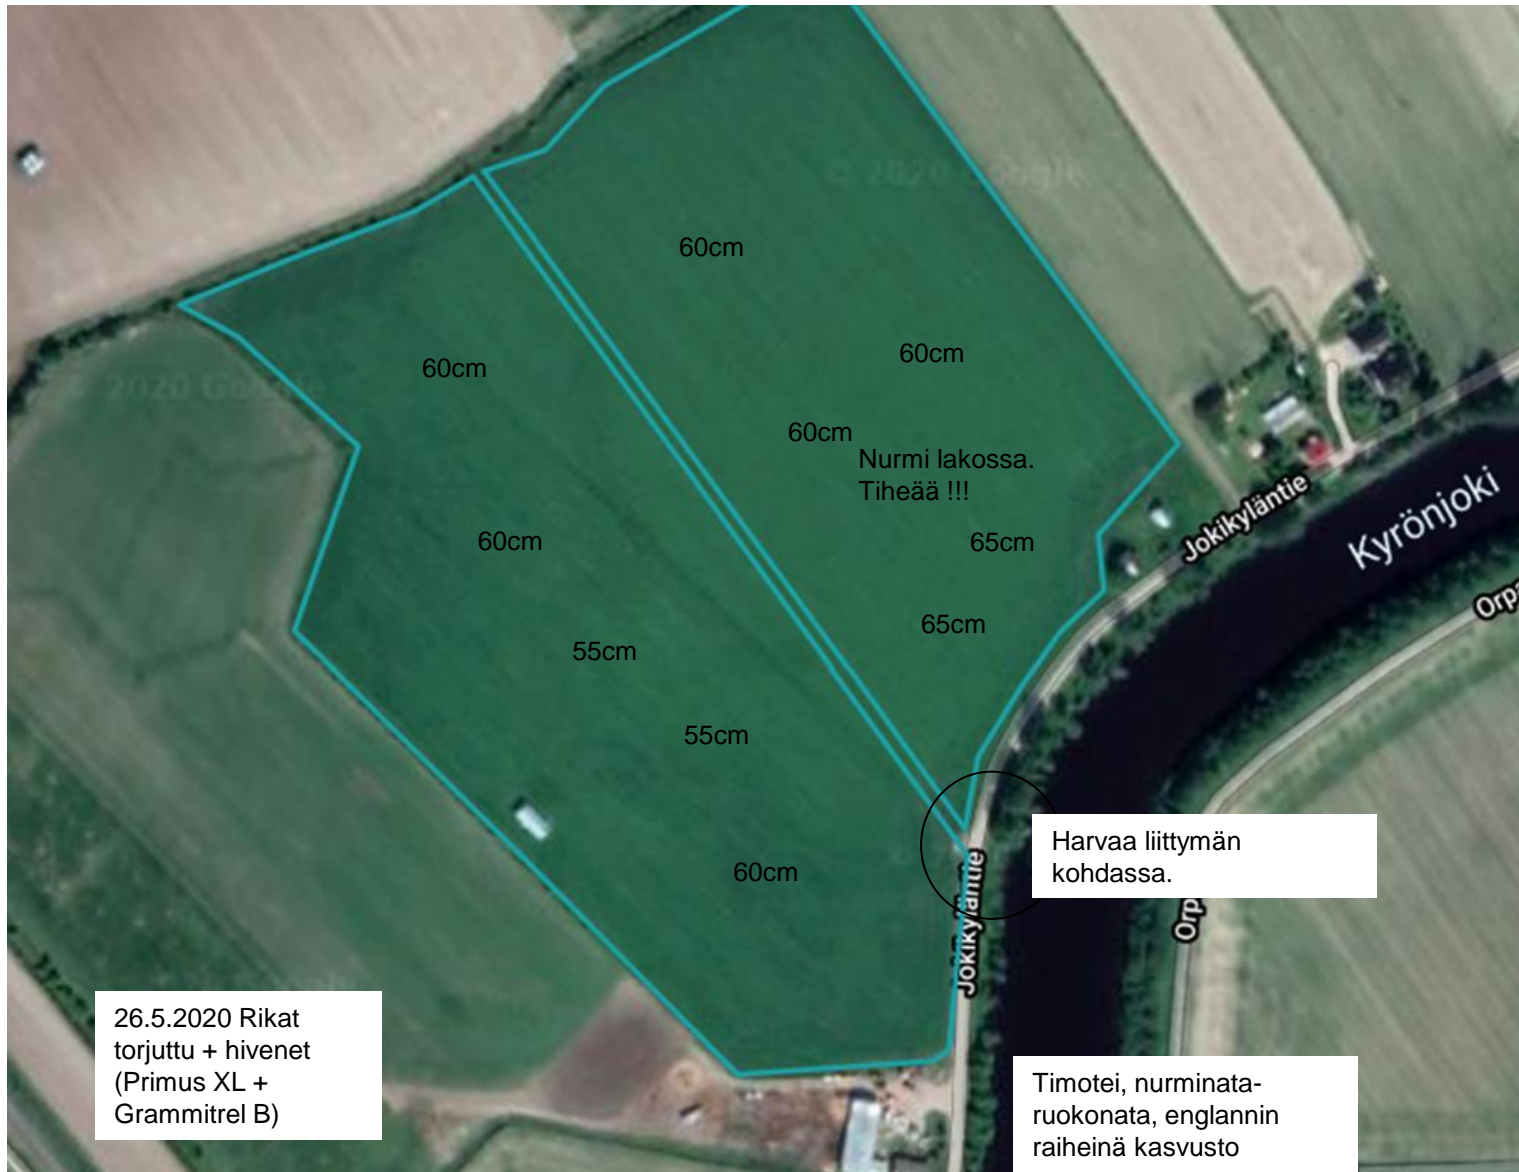 © 2020 Google
60cm
60cm
60cm
© 2020 Google
60cm
Nurmi lakossa.
Tiheää !!!
60cm
65cm
Jokikyläntie
Kyrönjoki
Orpa
65cm
55cm
55cm
60cm
Harvaa liittymän
kohdassa.
Jokikyläntie
Orp
26.5.2020 Rikat
torjuttu + hivenet
(Primus XL +
Grammitrel B)
Timotei, nurminata-
ruokonata, englannin
raiheinä kasvusto